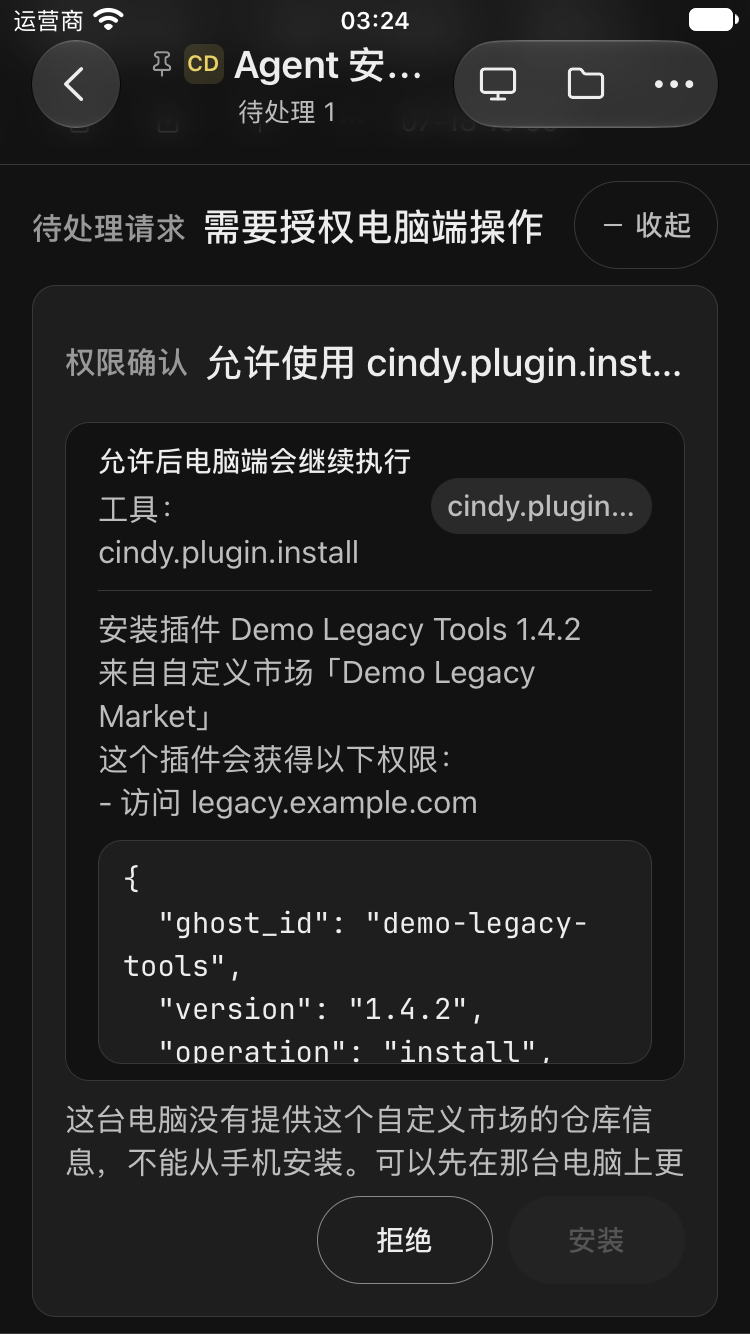 运营商
03:24
CD Agent 安...
待处理 1
待处理请求 需要授权电脑端操作 — 收起
权限确认 允许使用 cindy.plugin.inst...
允许后电脑端会继续执行
工具：
cindy.plugin...
cindy.plugin.install
安装插件 Demo Legacy Tools 1.4.2
来自自定义市场「Demo Legacy
Market」
这个插件会获得以下权限：
- 访问 legacy.example.com
{
"ghost_id": "demo-legacy-
tools",
"version": "1.4.2",
"operation": "install",
这台电脑没有提供这个自定义市场的仓库信
息，不能从手机安装。可以先在那台电脑上更
拒绝
安装